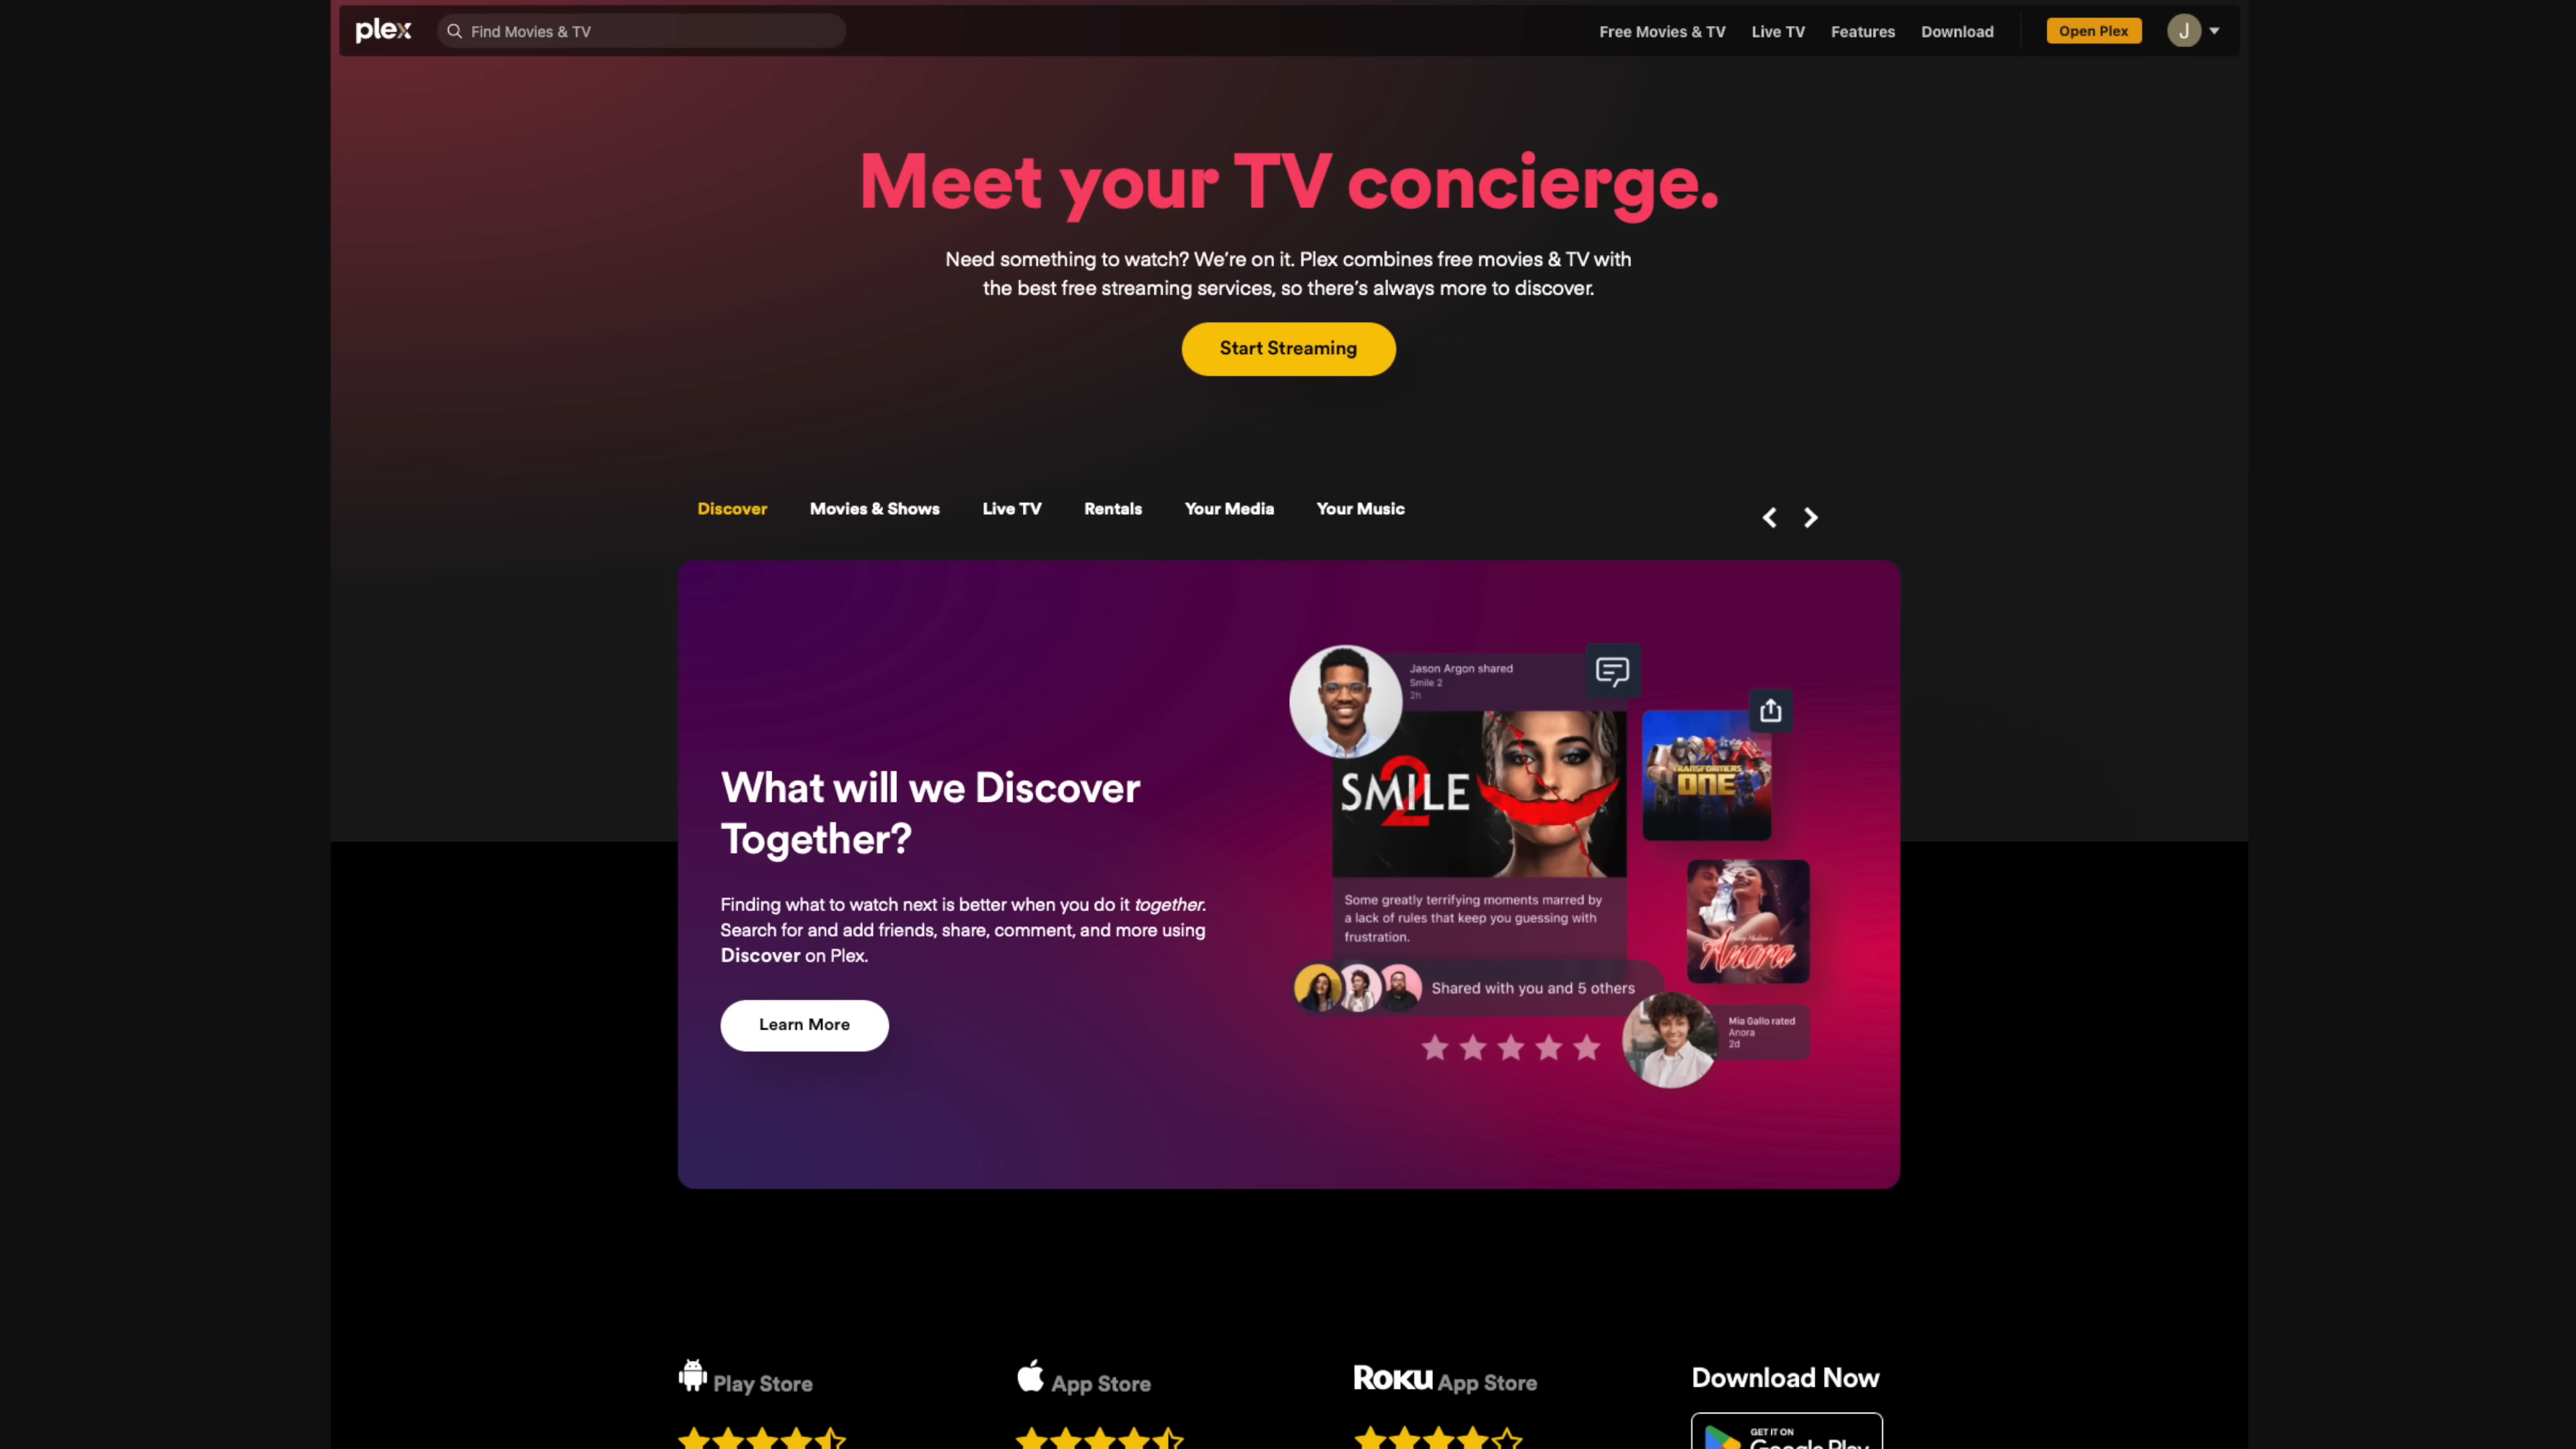 plex
Find Movies & TV
Free Movies & TV
Live TV
Features
Download
Open Plex
J
Meet your TV concierge.
Need something to watch? We're on it. Plex combines free movies & TV with
the best free streaming services, so there's always more to discover.
Start Streaming
Discover
Movies & Shows
Live TV
Rentals
Your Media
Your Music
What will we Discover
Together?
Finding what to watch next is better when you do it together.
Search for and add friends, share, comment, and more using
Discover on Plex.
Learn More
Jason Argon shared
Smile 2
2h
SMILE
2
TRANSFORMERS
ONE
Some greatly terrifying moments marred by
a lack of rules that keep you guessing with
frustration.
Anora
Shared with you and 5 others
Mia Gallo rated
Anora
2d
Play Store
App Store
Roku App Store
Download Now
GET IT ON
Google Play